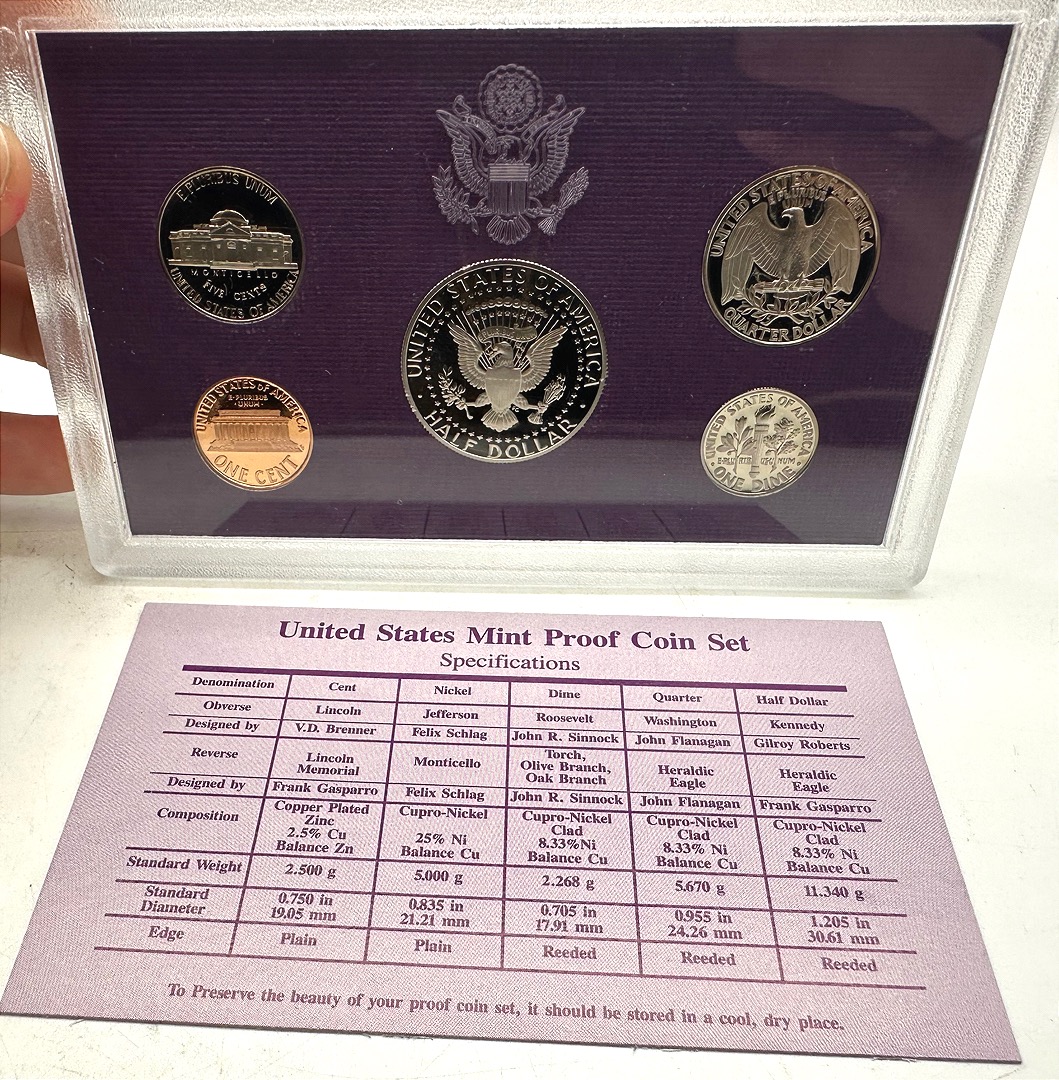 E PLURIBUS UNUM
MONTICELLO
FIVE CENTS
UNITED STATES OF AMERICA
UNITED STATES OF AMERICA
E·PLURIBUS
·UNUM·
ONE CENT
UNITED STATES OF AMERICA
· HALF DOLLAR ·
UNITED STATES OF AMERICA
E PLURIBUS
UNUM
QUARTER DOLLAR
UNITED STATES OF AMERICA
E PLURIBUS UNUM
· ONE DIME ·
United States Mint Proof Coin Set
Specifications
Denomination Cent Nickel Dime Quarter Half Dollar
Obverse Lincoln Jefferson Roosevelt Washington Kennedy
Designed by V.D. Brenner Felix Schlag John R. Sinnock John Flanagan Gilroy Roberts
Reverse Lincoln Monticello Torch, Heraldic Heraldic
Memorial Olive Branch, Eagle Eagle
Oak Branch
Designed by Frank Gasparro Felix Schlag John R. Sinnock John Flanagan Frank Gasparro
Composition Copper Plated Cupro-Nickel Cupro-Nickel Cupro-Nickel Cupro-Nickel
Zinc Clad Clad Clad
2.5% Cu 25% Ni 8.33%Ni 8.33% Ni 8.33% Ni
Balance Zn Balance Cu Balance Cu Balance Cu Balance Cu
Standard Weight 2.500 g 5.000 g 2.268 g 5.670 g 11.340 g
Standard 0.750 in 0.835 in 0.705 in 0.955 in 1.205 in
Diameter 19.05 mm 21.21 mm 17.91 mm 24.26 mm 30.61 mm
Edge Plain Plain Reeded Reeded Reeded
To Preserve the beauty of your proof coin set, it should be stored in a cool, dry place.